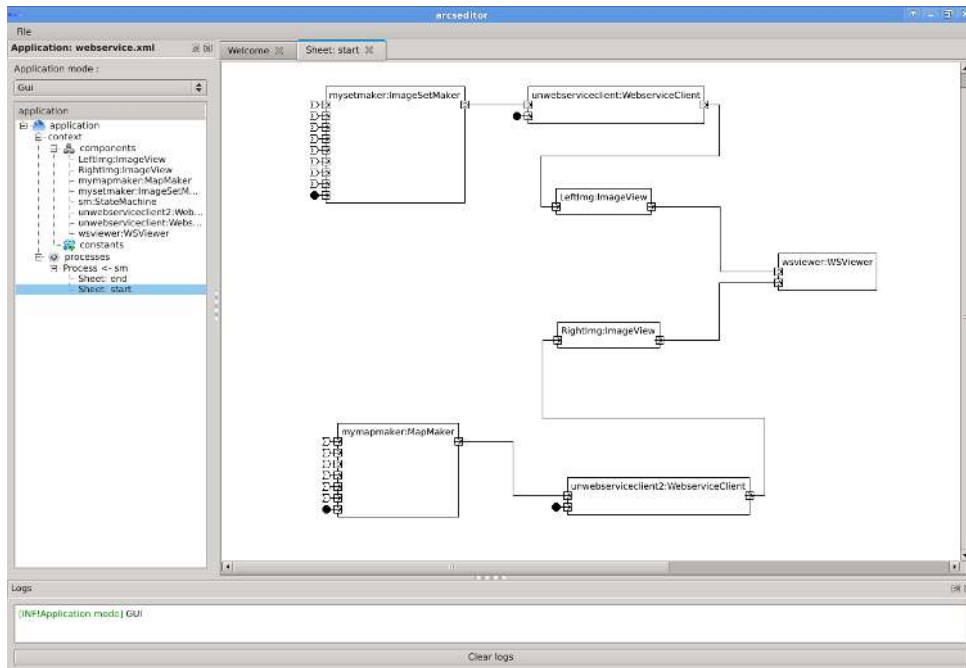 arcseditor
File
Application: webservice.xml
Application mode :
Gui
application
application
context
components
LeftImg:ImageView
RightImg:ImageView
mymapmaker:MapMaker
mysetmaker:ImageSetM...
sm:StateMachine
unwebserviceclient2:Web...
unwebserviceclient:Webs...
wsviewer:WSViewer
constants
processes
Process <- sm
Sheet: end
Sheet: start
Welcome
Sheet: start
mysetmaker:ImageSetMaker
unwebserviceclient:WebserviceClient
LeftImg:ImageView
wsviewer:WSViewer
RightImg:ImageView
mymapmaker:MapMaker
unwebserviceclient2:WebserviceClient
Logs
[INF!Application mode] GUI
Clear logs